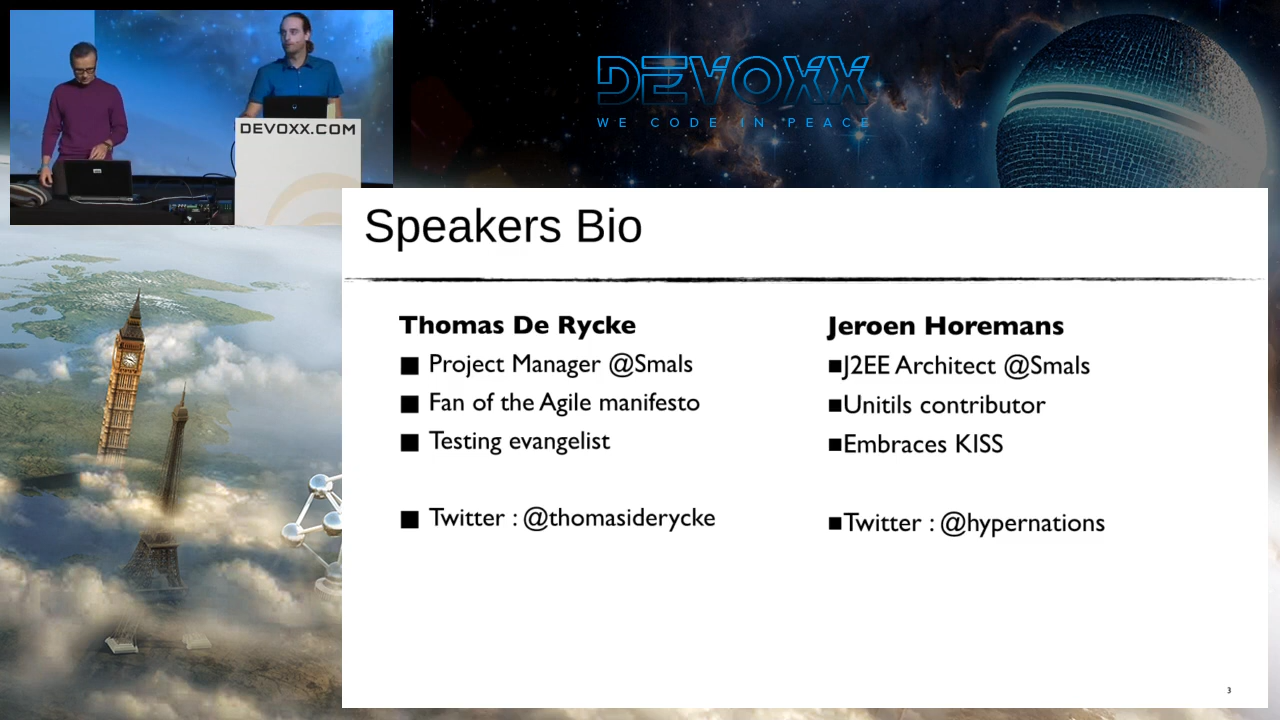 DEVOXX
WE CODE IN PEACE
DEVOXX.COM
Speakers Bio
Thomas De Rycke
■ Project Manager @Smals
■ Fan of the Agile manifesto
■ Testing evangelist
■ Twitter : @thomasiderycke
Jeroen Horemans
■J2EE Architect @Smals
■Unitils contributor
■Embraces KISS
■Twitter : @hypernations
3